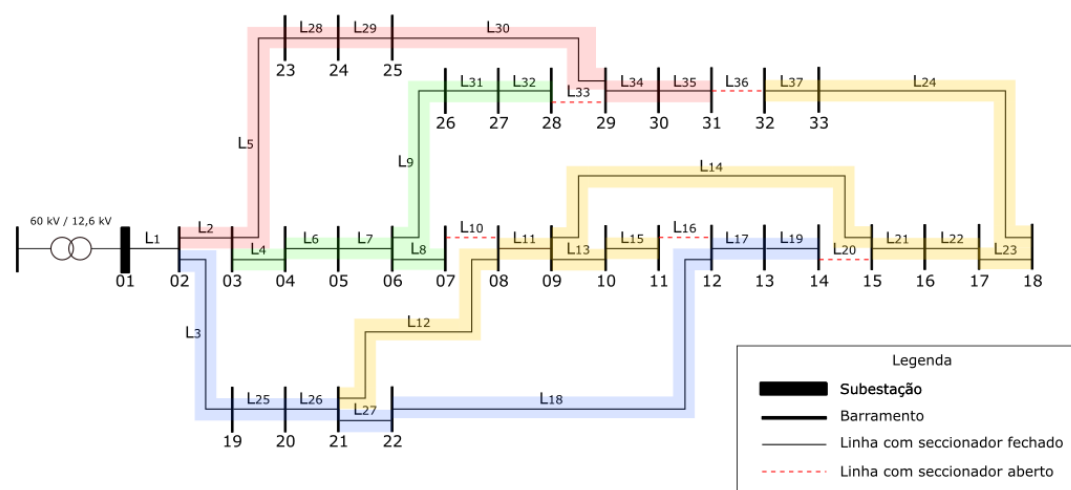 L28 L29 L30
23 24 25
L31 L32 L33 L34 L35 L36 L37 L24
26 27 28 29 30 31 32 33
L5
L9
L14
60 kV / 12,6 kV
L1 L2 L4 L6 L7 L8 L10 L11 L13 L15 L16 L17 L19 L20 L21 L22 L23
01 02 03 04 05 06 07 08 09 10 11 12 13 14 15 16 17 18
L3
L12
L25 L26 L27 L18
19 20 21 22
Legenda
Subestação
Barramento
Linha com seccionador fechado
Linha com seccionador aberto